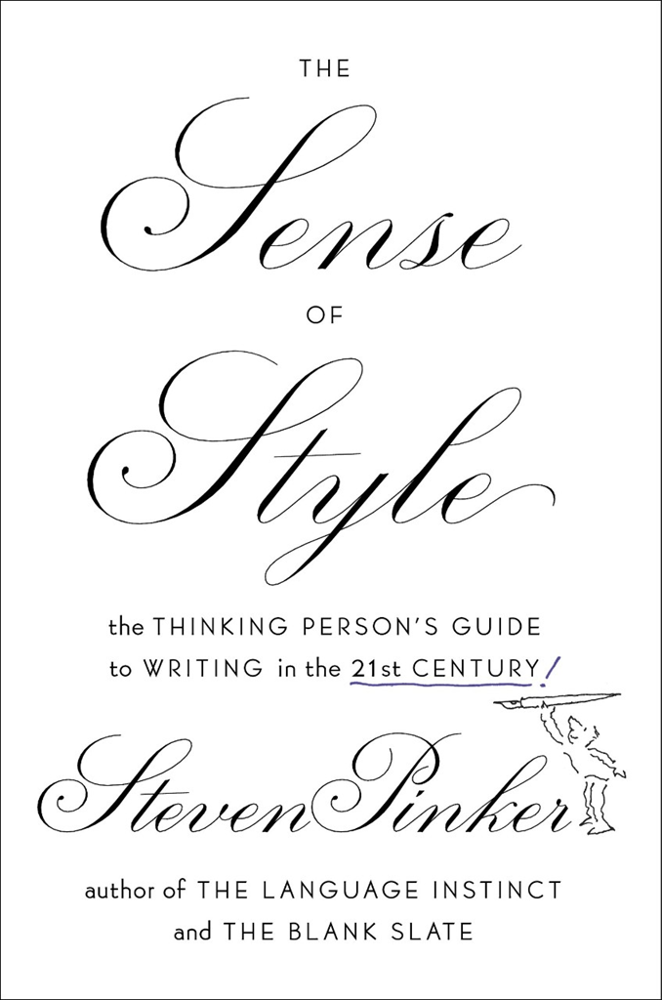 THE
Sense
OF
Style
the THINKING PERSON'S GUIDE
to WRITING in the 21st CENTURY!
Steven Pinker
author of THE LANGUAGE INSTINCT
and THE BLANK SLATE